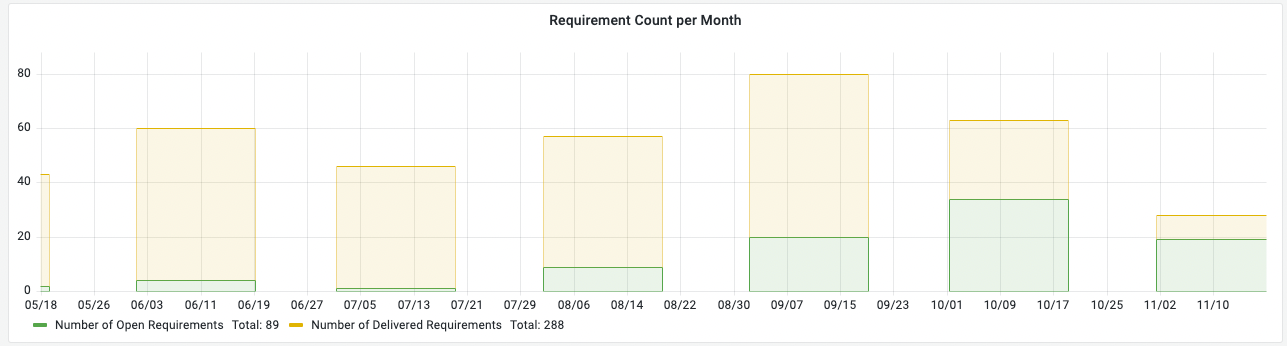 Requirement Count per Month
80
60
40
20
0
05/18 05/26 06/03 06/11 06/19 06/27 07/05 07/13 07/21 07/29 08/06 08/14 08/22 08/30 09/07 09/15 09/23 10/01 10/09 10/17 10/25 11/02 11/10
Number of Open Requirements Total: 89 Number of Delivered Requirements Total: 288